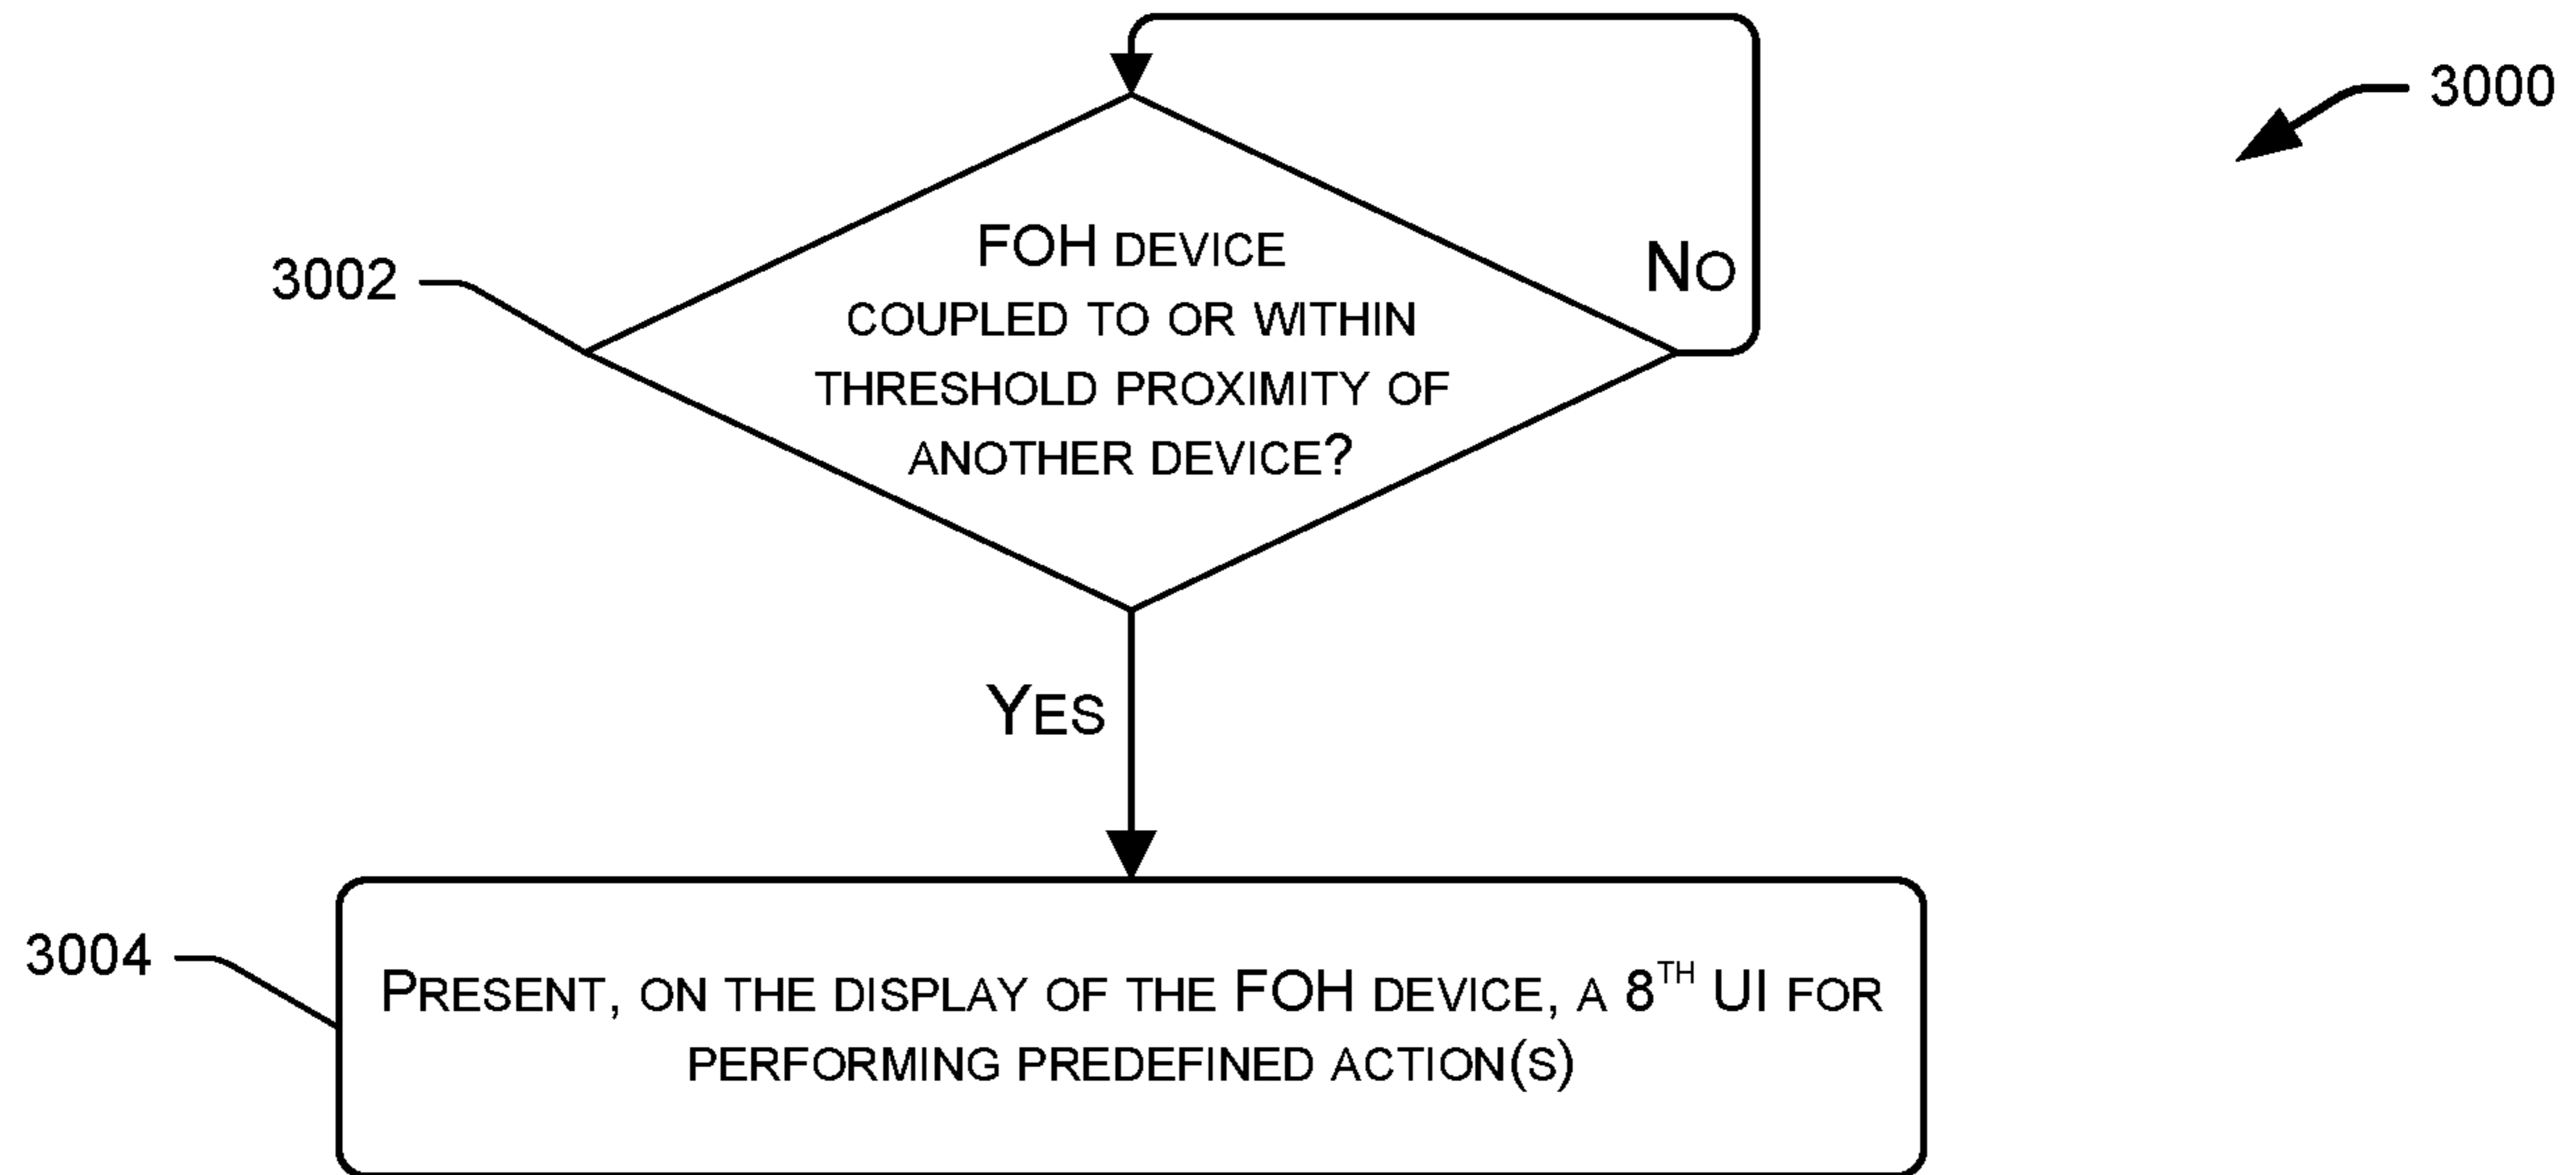 3000
3002
FOH DEVICE
COUPLED TO OR WITHIN
THRESHOLD PROXIMITY OF
ANOTHER DEVICE?
NO
YES
3004
PRESENT, ON THE DISPLAY OF THE FOH DEVICE, A 8TH UI FOR
PERFORMING PREDEFINED ACTION(S)